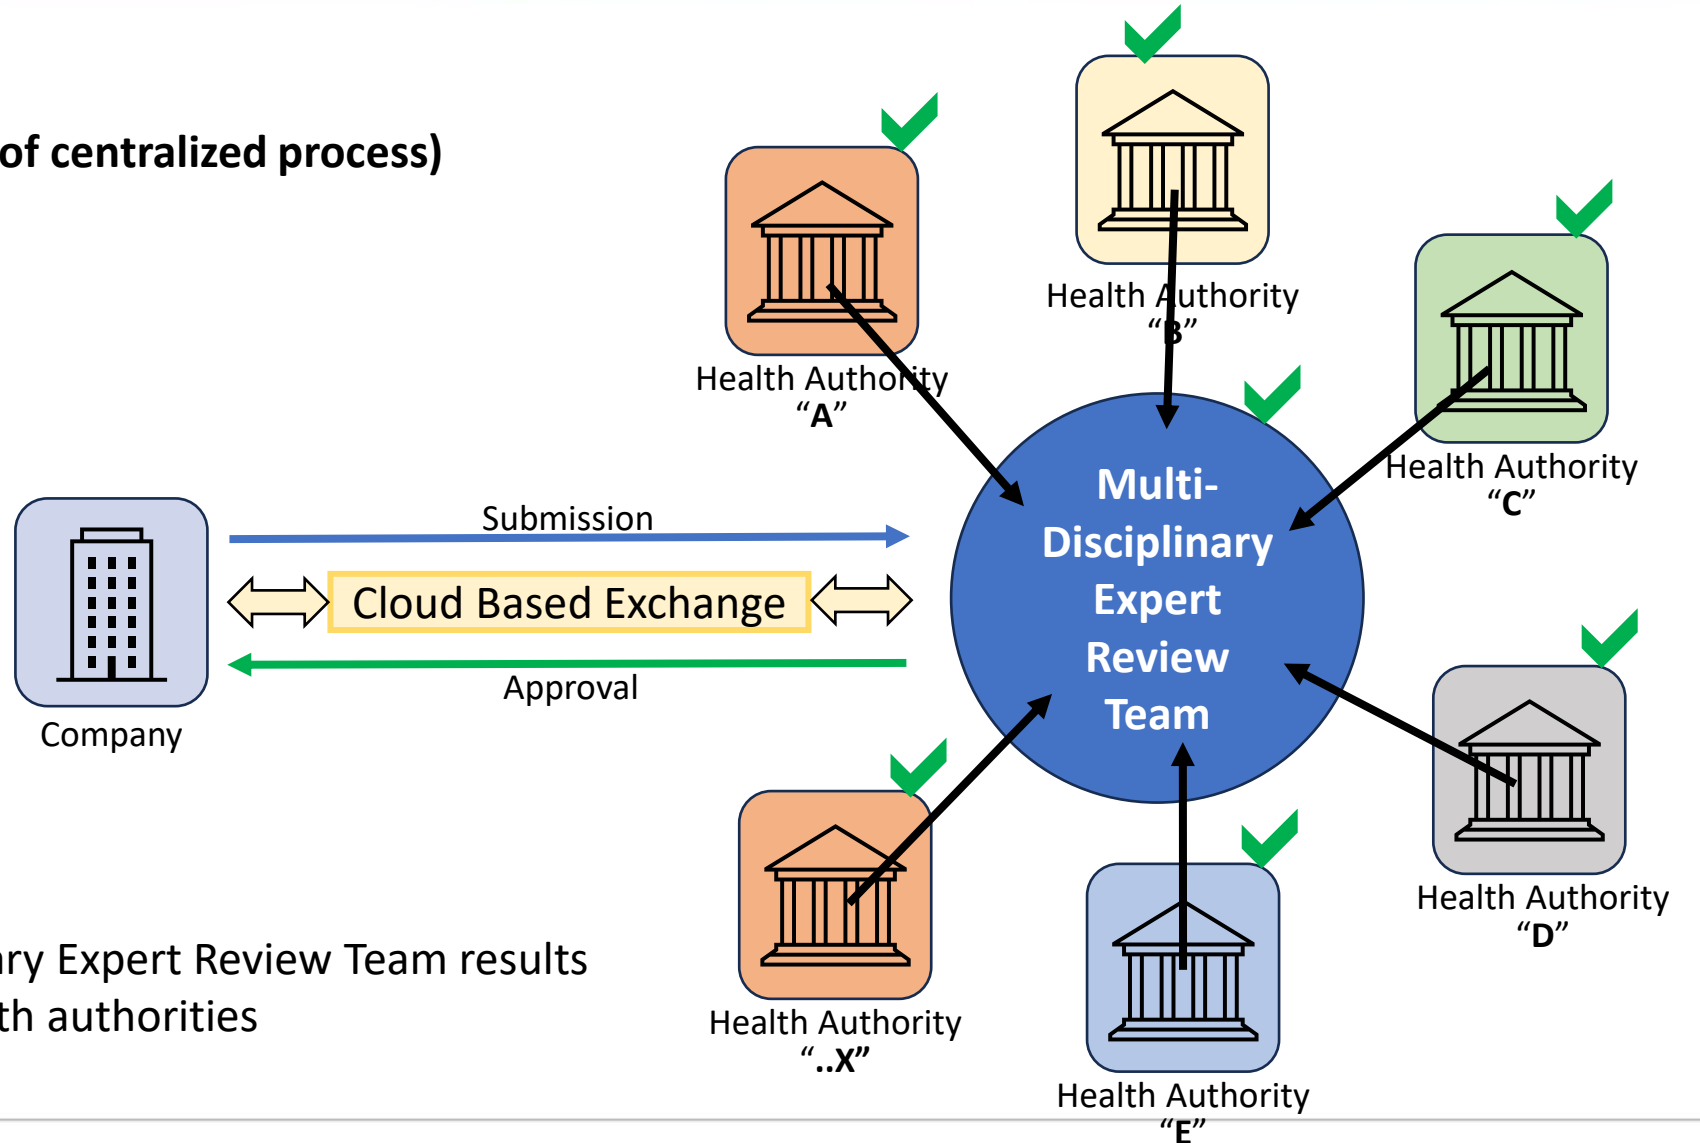 of centralized process)
Health Authority
“B”
Health Authority
“A”
Health Authority
“C”
Multi-
Disciplinary
Expert
Review
Team
Submission
Cloud Based Exchange
Approval
Company
Health Authority
“D”
ary Expert Review Team results
th authorities
Health Authority
“..X”
Health Authority
“E”